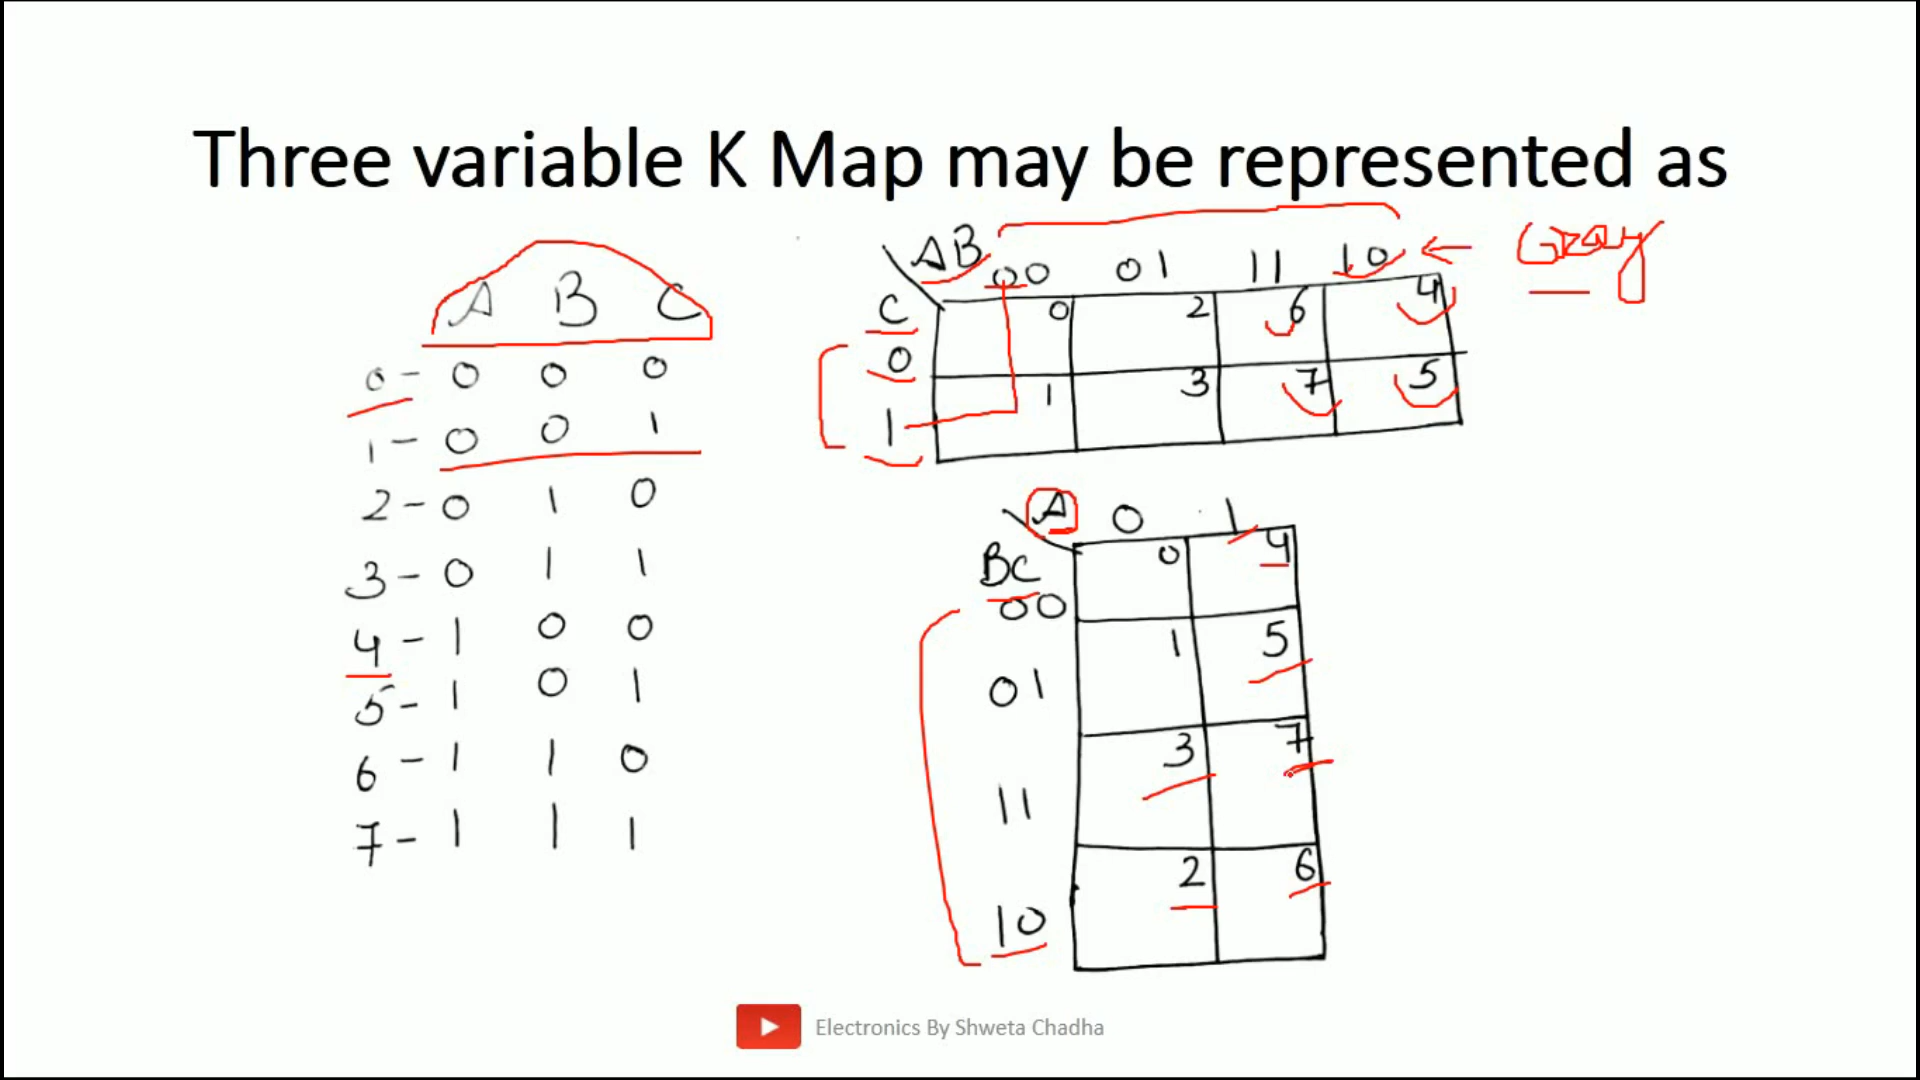 Three variable K Map may be represented as
A B C
0 - 0 0 0
1 - 0 0 1
2 - 0 1 0
3 - 0 1 1
4 - 1 0 0
5 - 1 0 1
6 - 1 1 0
7 - 1 1 1
AB 00 01 11 10 ← Gray
C
0 0 2 6 4
1 1 3 7 5
A 0 1
BC
00 0 4
01 1 5
11 3 7
10 2 6
Electronics By Shweta Chadha